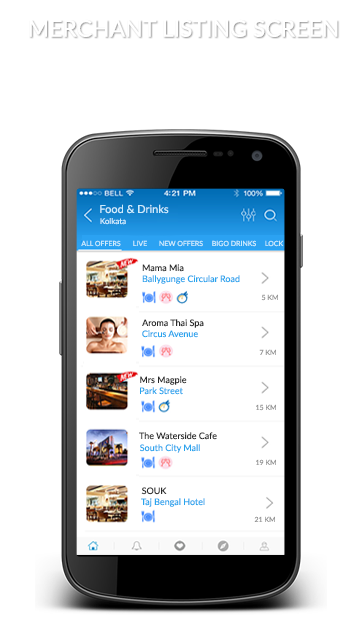 MERCHANT LISTING SCREEN
BELL 4:21 PM 100%
Food & Drinks
Kolkata
ALL OFFERS LIVE NEW OFFERS BIGO DRINKS LOCK
NEW
Mama Mia
Ballygunge Circular Road
5 KM
Aroma Thai Spa
Circus Avenue
7 KM
NEW
Mrs Magpie
Park Street
15 KM
The Waterside Cafe
South City Mall
19 KM
SOUK
Taj Bengal Hotel
21 KM